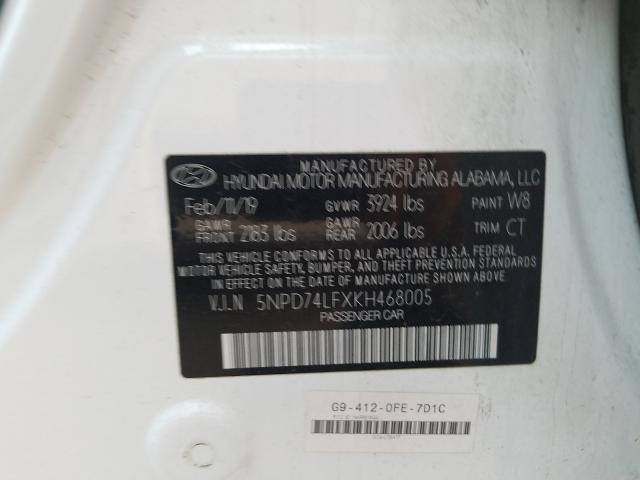 MANUFACTURED BY
HYUNDAI MOTOR MANUFACTURING ALABAMA, LLC
Feb/11/19 GVWR 3924 lbs PAINT W8
GAWR FRONT 2183 lbs GAWR REAR 2006 lbs TRIM CT
THIS VEHICLE CONFORMS TO ALL APPLICABLE U.S.A. FEDERAL
MOTOR VEHICLE SAFETY, BUMPER, AND THEFT PREVENTION
STANDARDS IN EFFECT ON THE DATE OF MANUFACTURE SHOWN ABOVE.
V.I.N 5NPD74LFXKH468005
PASSENGER CAR
G9-412-0FE-7D1C